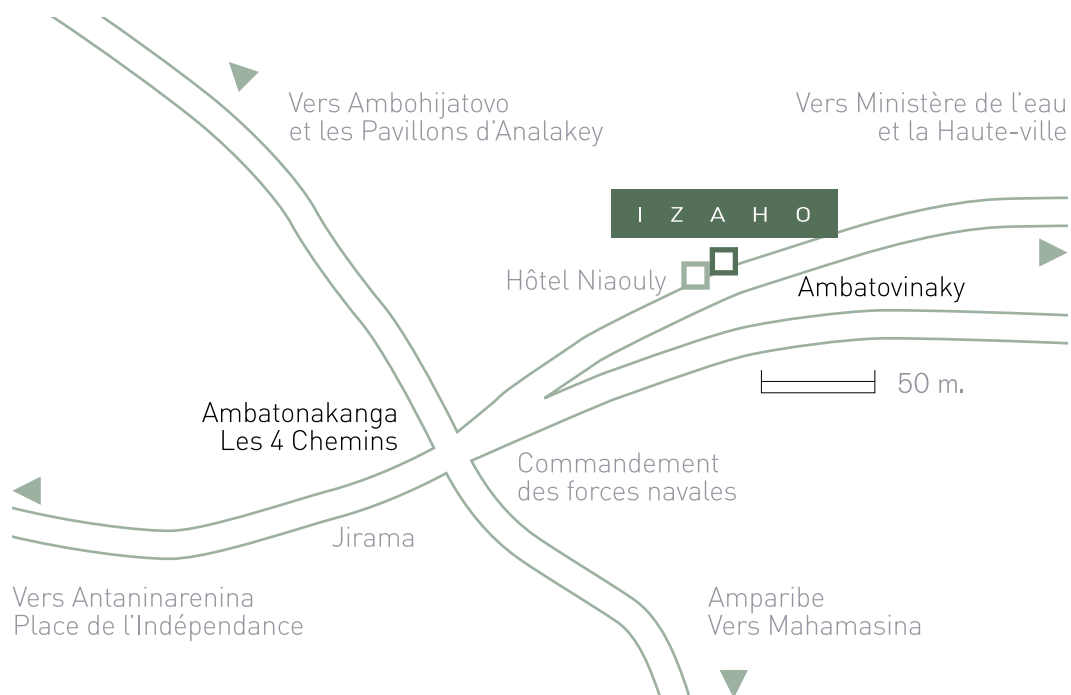 Vers Ambohijatovo
et les Pavillons d'Analakey
Vers Ministère de l'eau
et la Haute-ville
I Z A H O
Hôtel Niaouly
Ambatovinaky
50 m.
Ambatonakanga
Les 4 Chemins
Commandement
des forces navales
Jirama
Vers Antaninarenina
Place de l'Indépendance
Amparibe
Vers Mahamasina